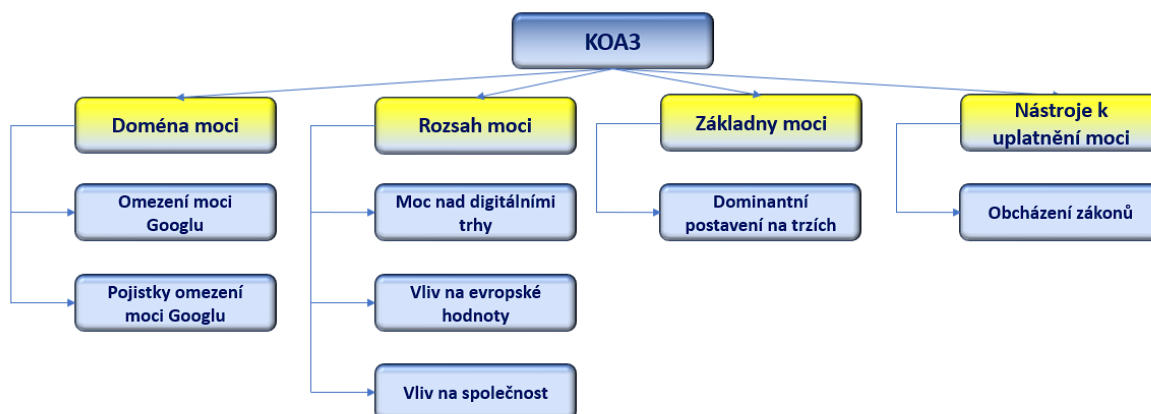 KOA3
Doména moci
Rozsah moci
Základny moci
Nástroje k
uplatnění moci
Omezení moci
Googlu
Moc nad digitálními
trhy
Dominantní
postavení na trzích
Obcházení zákonů
Pojistky omezení
moci Googlu
Vliv na evropské
hodnoty
Vliv na společnost